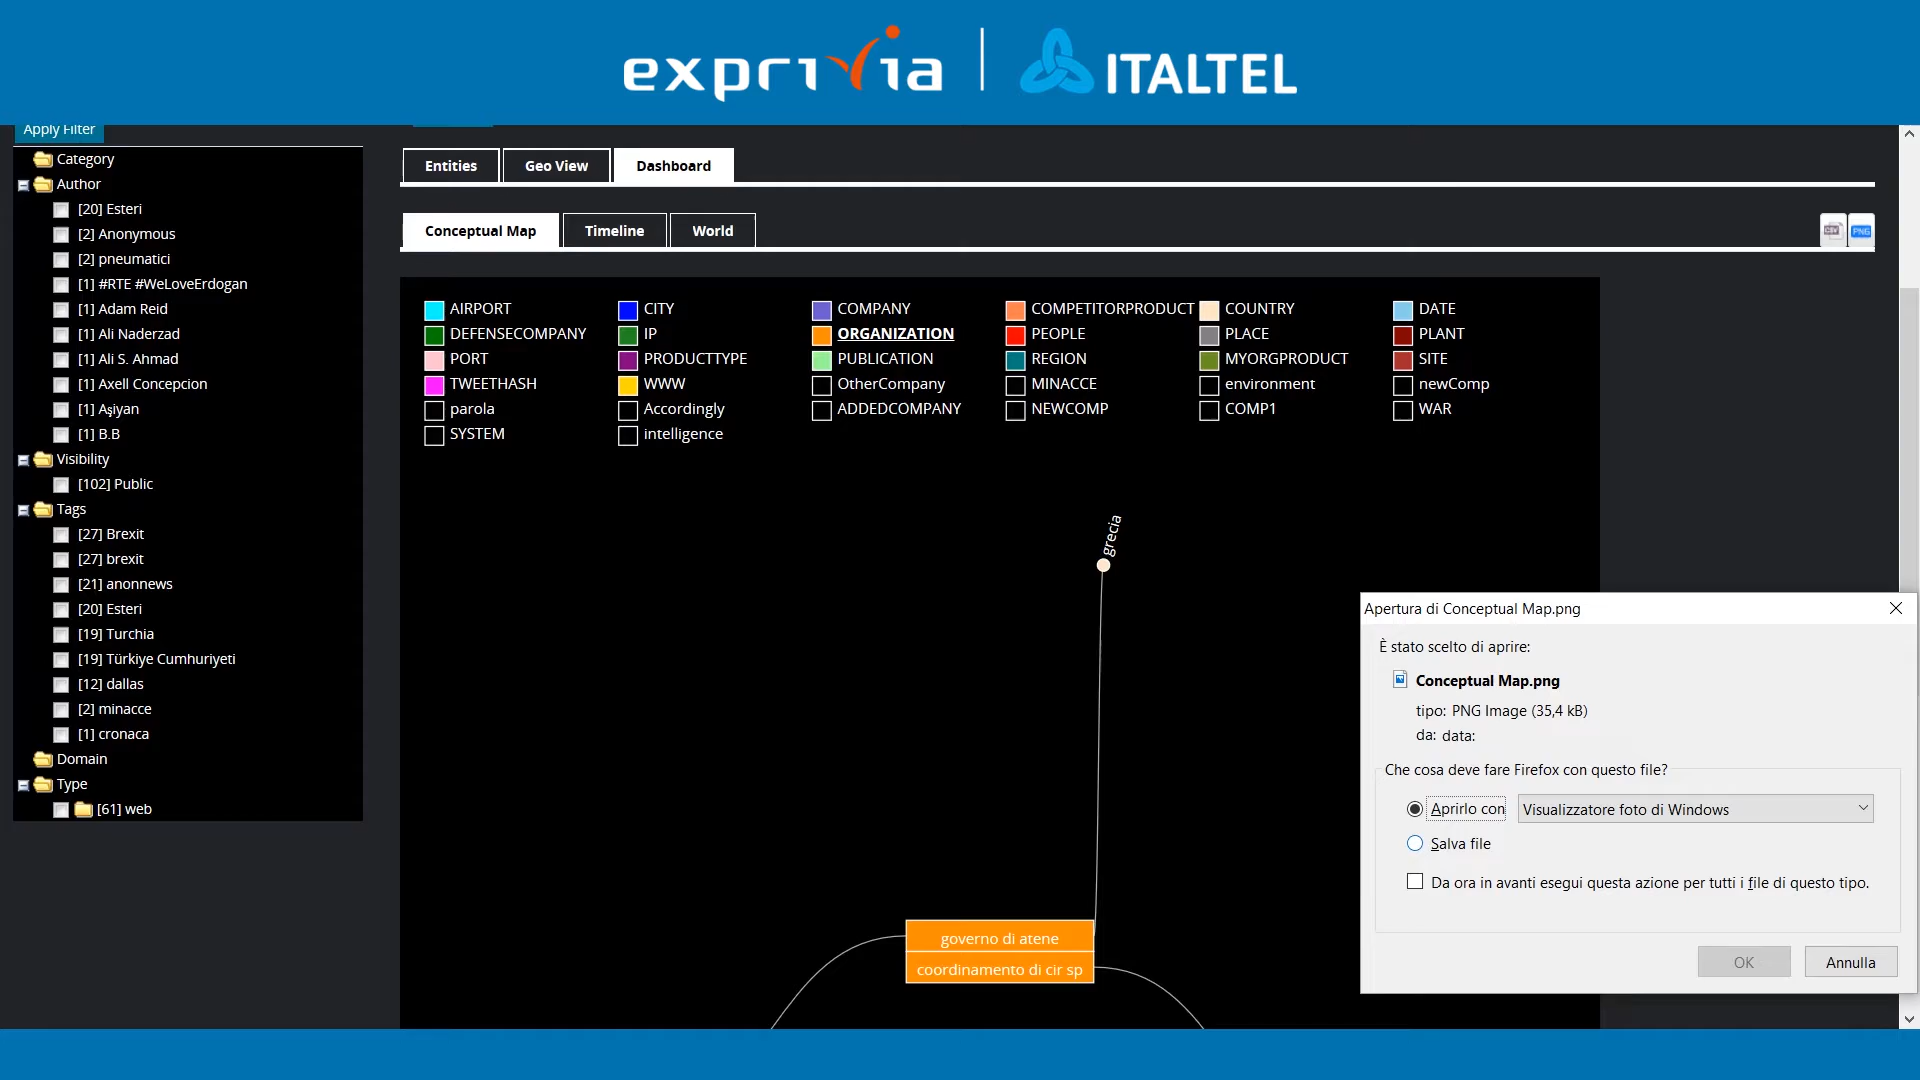 exprivia | ITALTEL
Apply Filter
Category
Author
[20] Esteri
[2] Anonymous
[2] pneumatici
[1] #RTE #WeLoveErdogan
[1] Adam Reid
[1] Ali Naderzad
[1] Ali S. Ahmad
[1] Axell Concepcion
[1] Aşiyan
[1] B.B
Visibility
[102] Public
Tags
[27] Brexit
[27] brexit
[21] anonnews
[20] Esteri
[19] Turchia
[19] Türkiye Cumhuriyeti
[12] dallas
[2] minacce
[1] cronaca
Domain
Type
[61] web
Entities Geo View Dashboard
Conceptual Map Timeline World
CSV PNG
AIRPORT CITY COMPANY COMPETITORPRODUCT COUNTRY DATE
DEFENSECOMPANY IP ORGANIZATION PEOPLE PLACE PLANT
PORT PRODUCTTYPE PUBLICATION REGION MYORGPRODUCT SITE
TWEETHASH WWW OtherCompany MINACCE environment newComp
parola Accordingly ADDEDCOMPANY NEWCOMP COMP1 WAR
SYSTEM intelligence
grecia
governo di atene
coordinamento di cir sp
Apertura di Conceptual Map.png
È stato scelto di aprire:
Conceptual Map.png
tipo: PNG Image (35,4 kB)
da: data:
Che cosa deve fare Firefox con questo file?
Aprirlo con Visualizzatore foto di Windows
Salva file
Da ora in avanti esegui questa azione per tutti i file di questo tipo.
OK Annulla